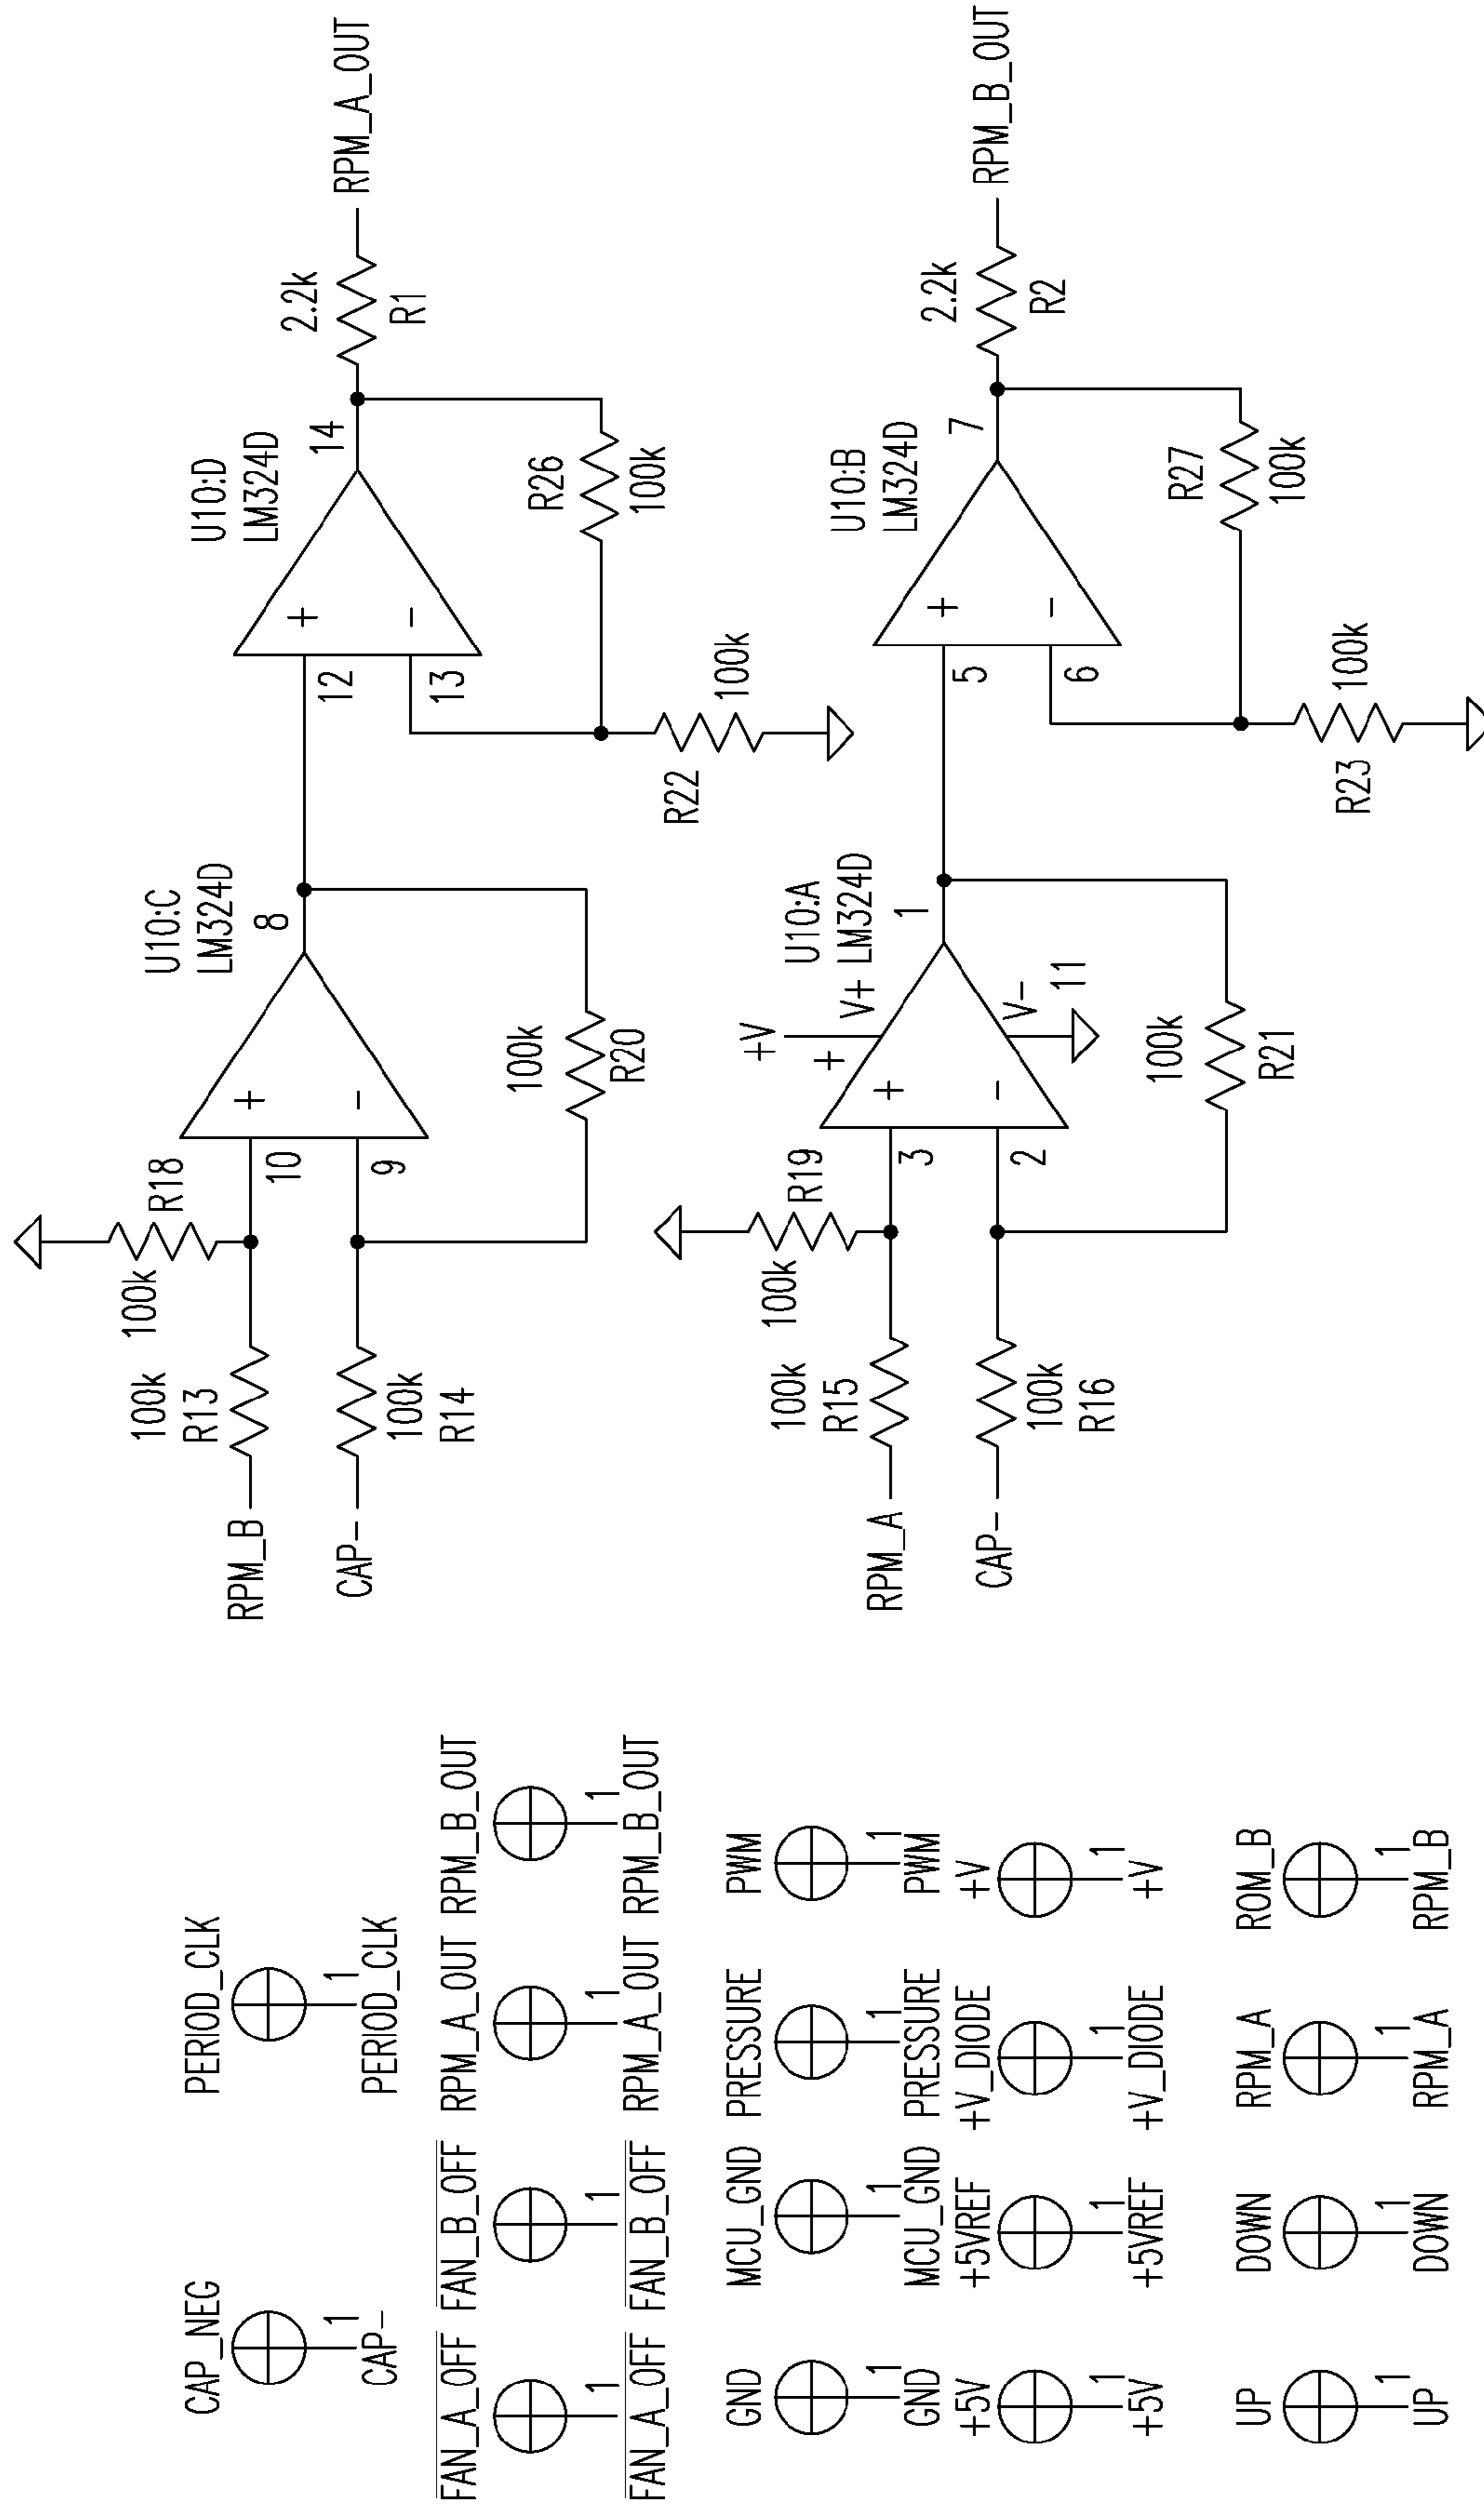 CAP_NEG
1
CAP-
PERIOD_CLK
1
PERIOD_CLK
FAN_A_OFF
1
FAN_A_OFF
FAN_B_OFF
1
FAN_B_OFF
RPM_A_OUT
1
RPM_A_OUT
RPM_B_OUT
1
RPM_B_OUT
GND
1
GND
MCU_GND
1
MCU_GND
PRESSURE
1
PRESSURE
PWM
1
PWM
+5V
1
+5V
+5VREF
1
+5VREF
+V_DIODE
1
+V_DIODE
+V
1
+V
UP
1
UP
DOWN
1
DOWN
RPM_A
1
RPM_A
ROM_B
1
RPM_B
RPM_B
100k
R13
CAP-
100k
R14
100k
R18
10
9
+
-
U10:C
LM324D
8
100k
R20
12
13
+
-
U10:D
LM324D
14
R26
100k
R22
100k
2.2k
R1
RPM_A_OUT
RPM_A
100k
R15
CAP-
100k
R16
100k
R19
3
2
+
-
+V
+
V+
V-
11
U10:A
LM324D
1
100k
R21
5
6
+
-
U10:B
LM324D
7
R27
100k
R23
100k
2.2k
R2
RPM_B_OUT